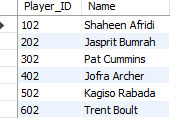 Player_ID Name
102 Shaheen Afridi
202 Jasprit Bumrah
302 Pat Cummins
402 Jofra Archer
502 Kagiso Rabada
602 Trent Boult